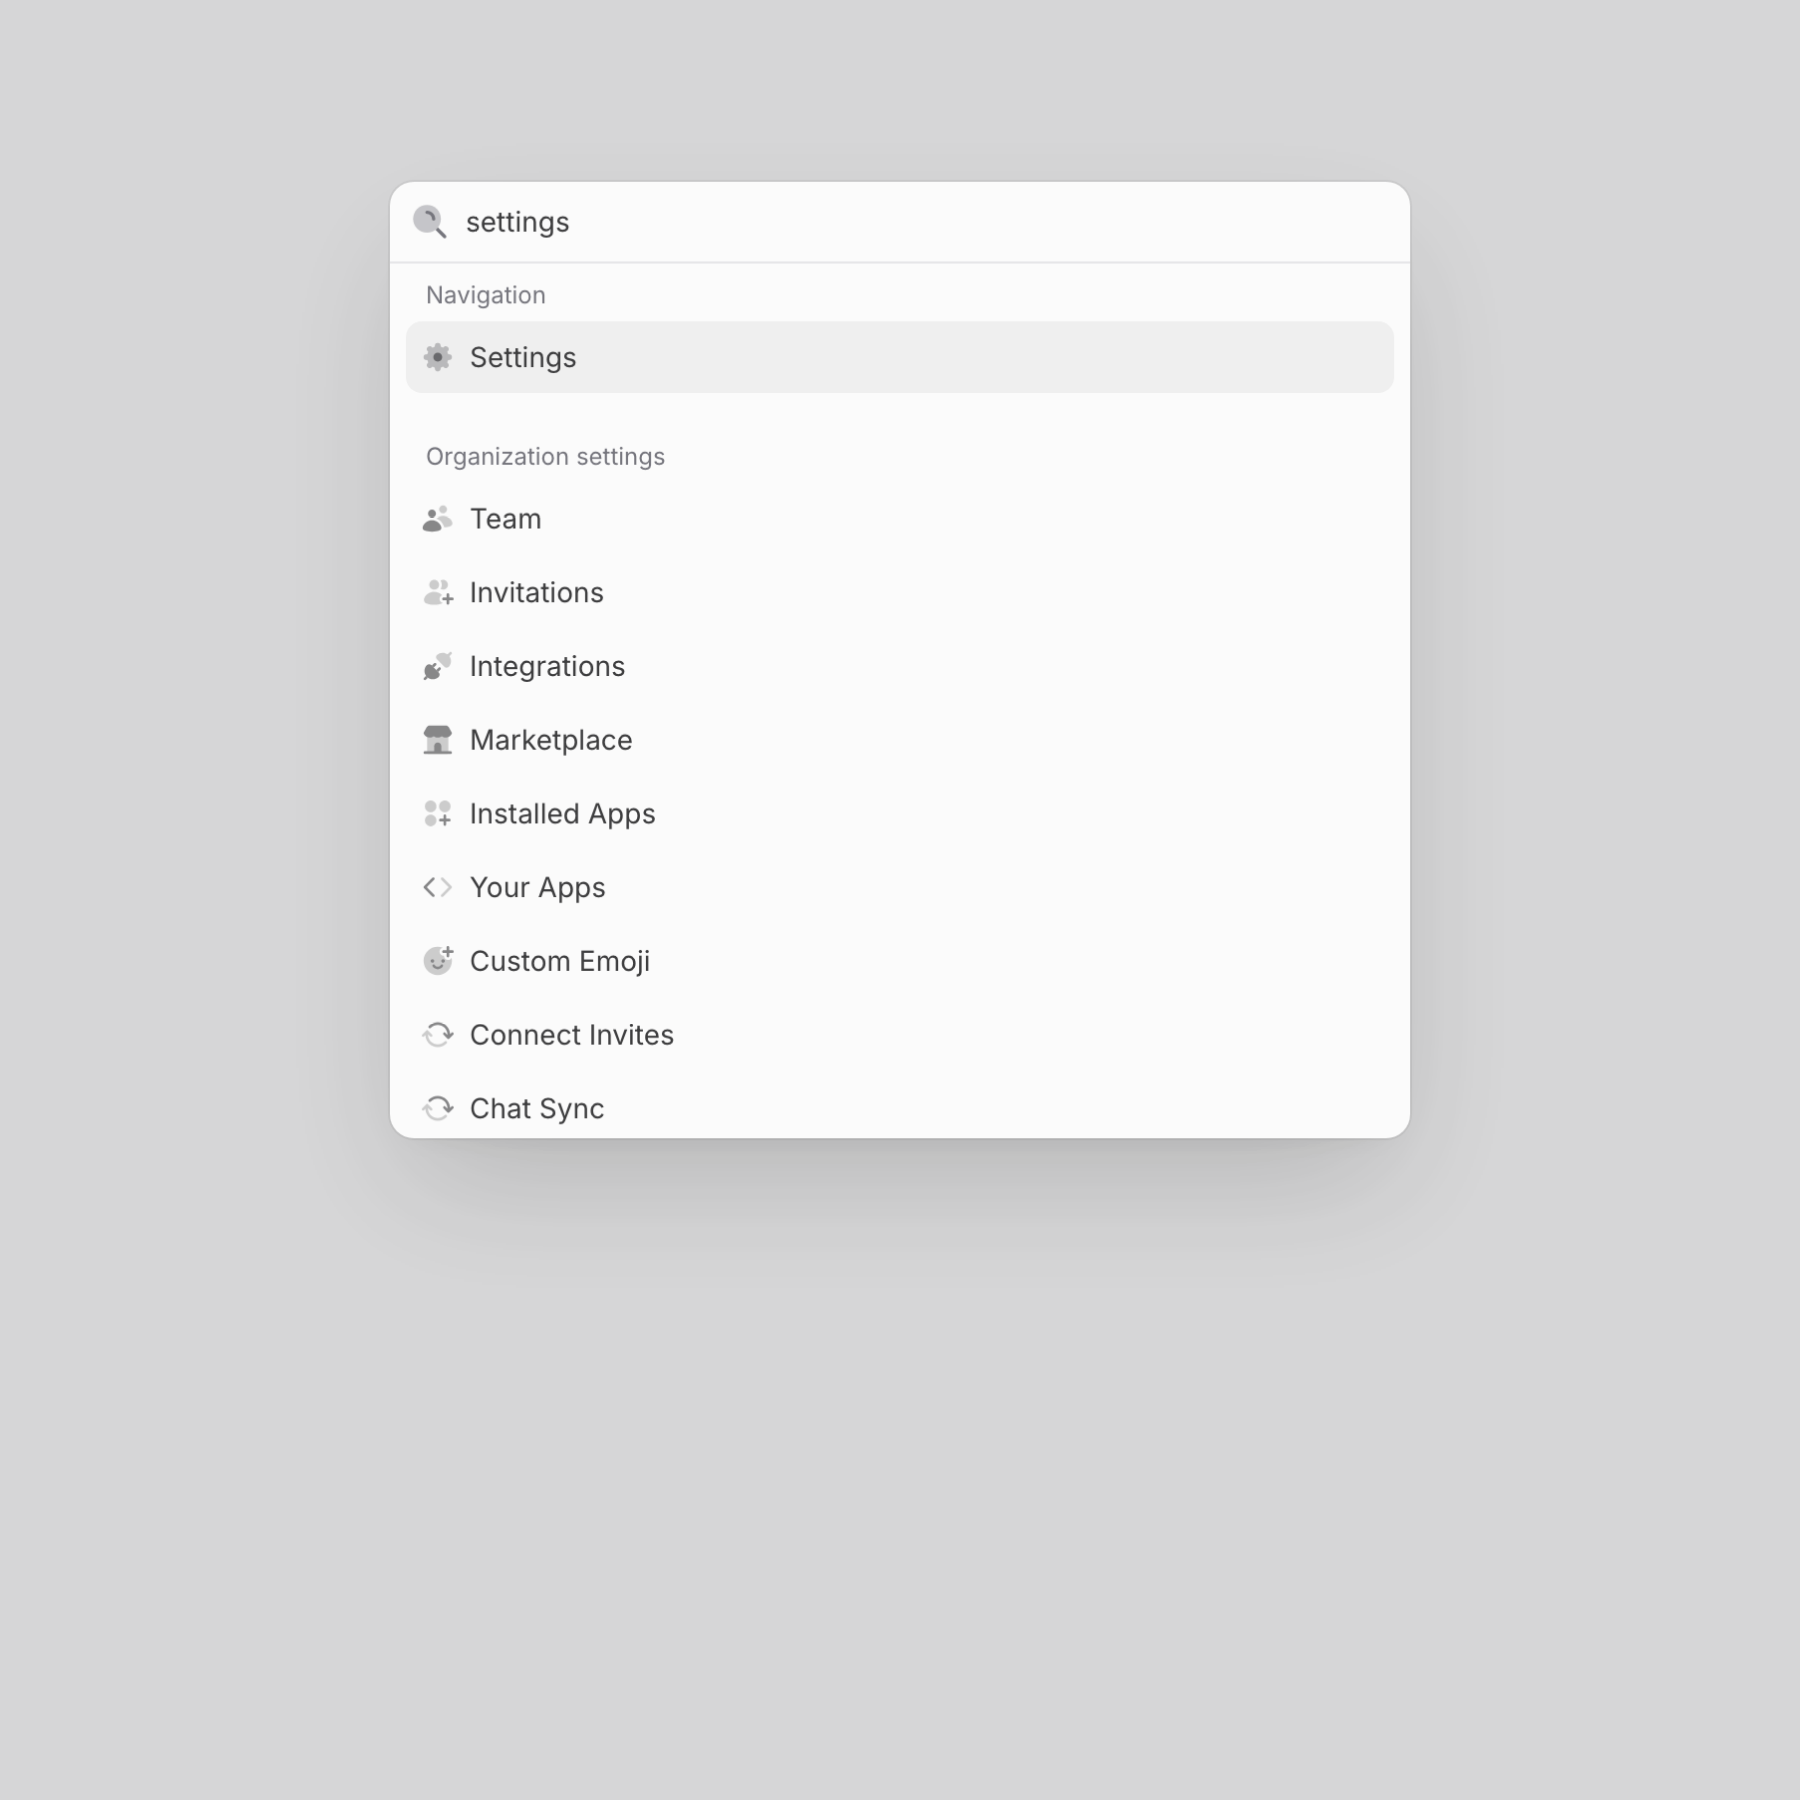 settings
Navigation
Settings
Organization settings
Team
Invitations
Integrations
Marketplace
Installed Apps
Your Apps
Custom Emoji
Connect Invites
Chat Sync